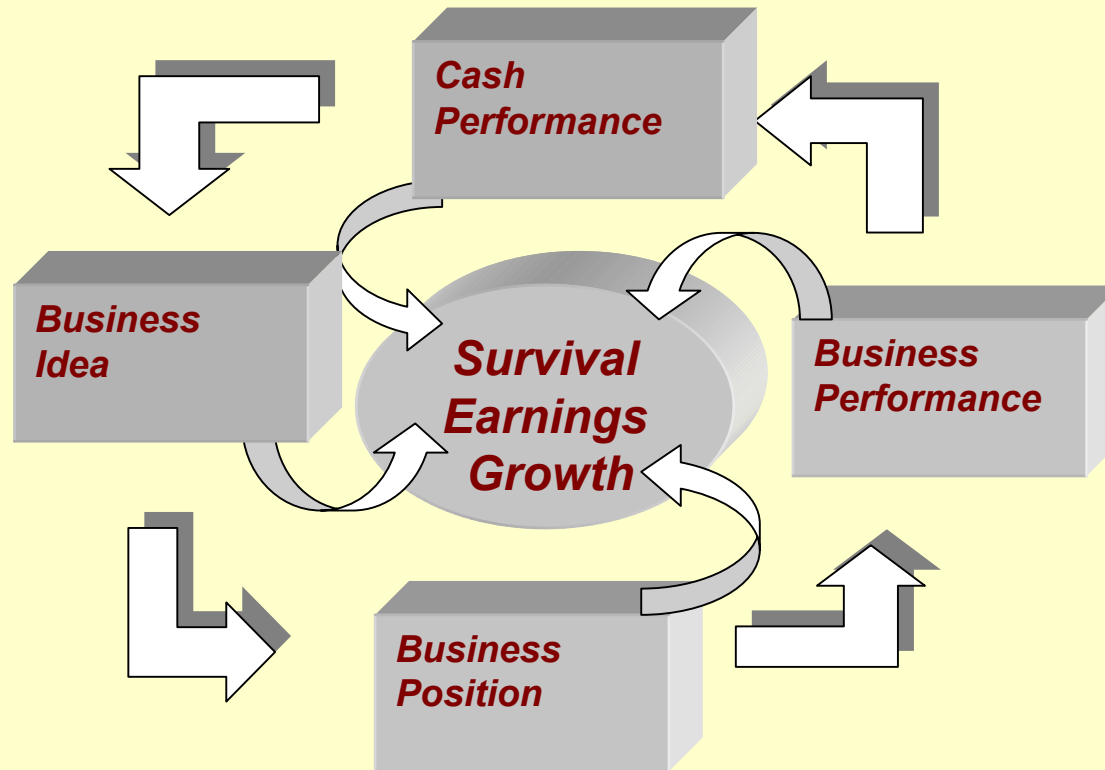 Cash
Performance
Business
Idea
Survival
Earnings
Growth
Business
Performance
Business
Position